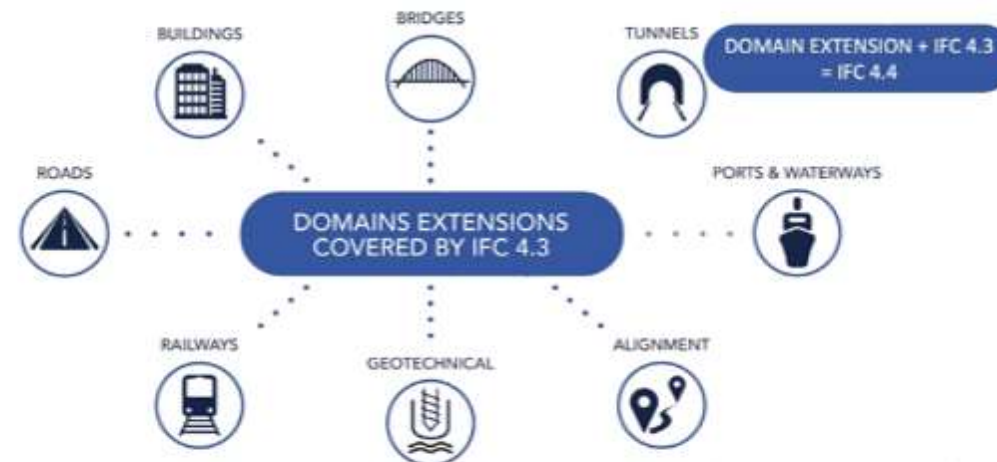 BRIDGES
BUILDINGS
TUNNELS
DOMAIN EXTENSION + IFC 4.3
= IFC 4.4
ROADS
PORTS & WATERWAYS
DOMAINS EXTENSIONS
COVERED BY IFC 4.3
RAILWAYS
GEOTECHNICAL
ALIGNMENT